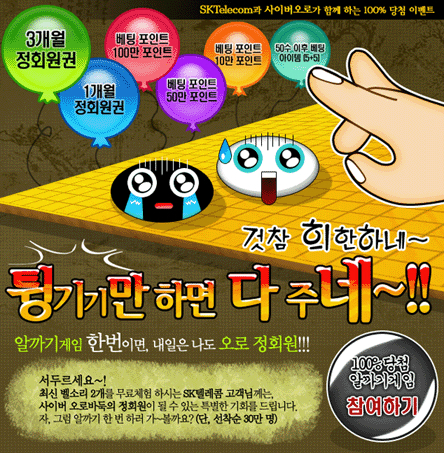 SKTelecom과 사이버오로가 함께 하는 100% 당첨 이벤트
3개월
정회원권
1개월
정회원권
베팅 포인트
100만 포인트
베팅 포인트
50만 포인트
베팅 포인트
10만 포인트
50수 이후 베팅
아이템 (5+5)
것참 희한하네~
튕기기만 하면 다 주네~!!
알까기게임 한번이면, 내일은 나도 오로 정회원!!!
서두르세요~!
최신 벨소리 2개를 무료체험 하시는 SK텔레콤 고객님께는,
사이버 오로바둑의 정회원이 될 수 있는 특별한 기회를 드립니다.
자, 그럼 알까기 한 번 하러 가~볼까요? (단, 선착순 30만 명)
100% 당첨
알까기게임
참여하기